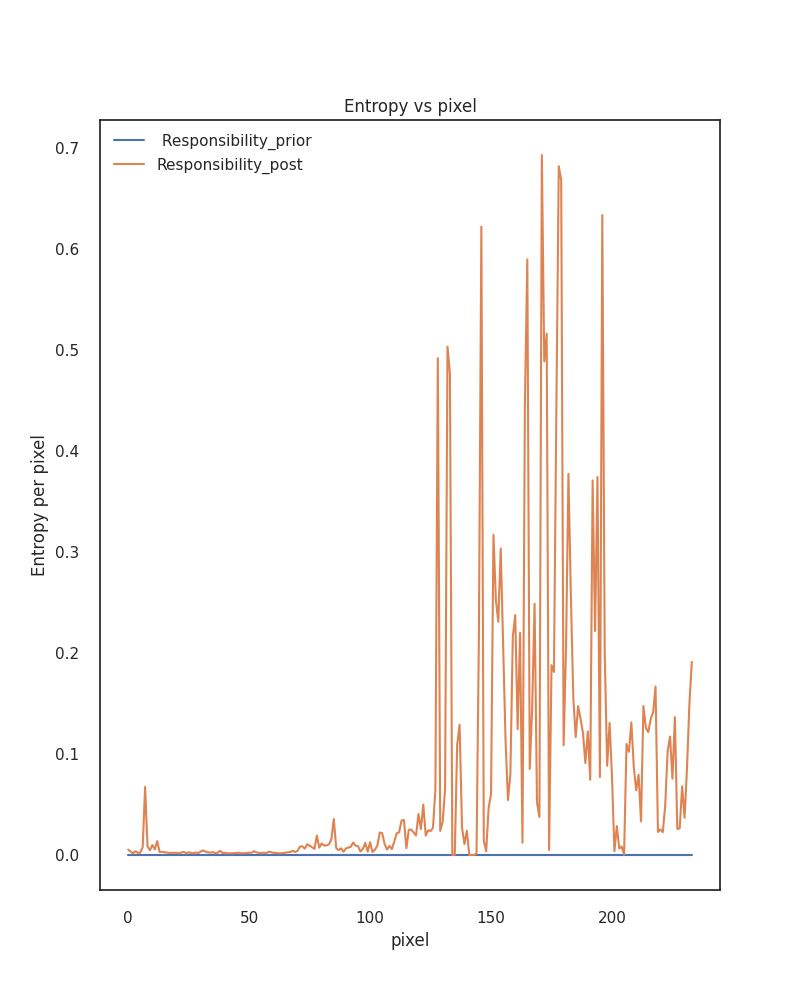 Entropy vs pixel
Responsibility_prior
Responsibility_post
0.7
0.6
0.5
0.4
0.3
0.2
0.1
0.0
Entropy per pixel
0 50 100 150 200
pixel